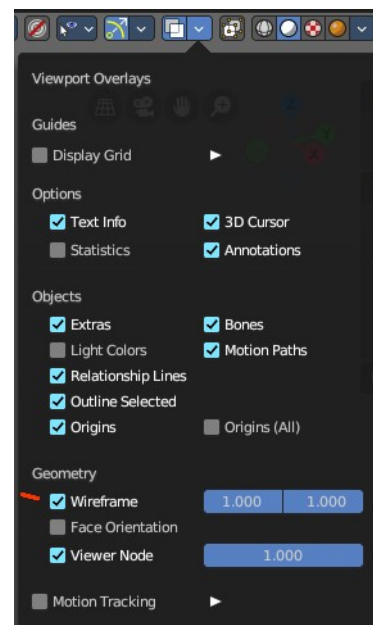 Viewport Overlays
Guides
Display Grid
Options
Text Info 3D Cursor
Statistics Annotations
Objects
Extras Bones
Light Colors Motion Paths
Relationship Lines
Outline Selected
Origins Origins (All)
Geometry
Wireframe 1.000 1.000
Face Orientation
Viewer Node 1.000
Motion Tracking